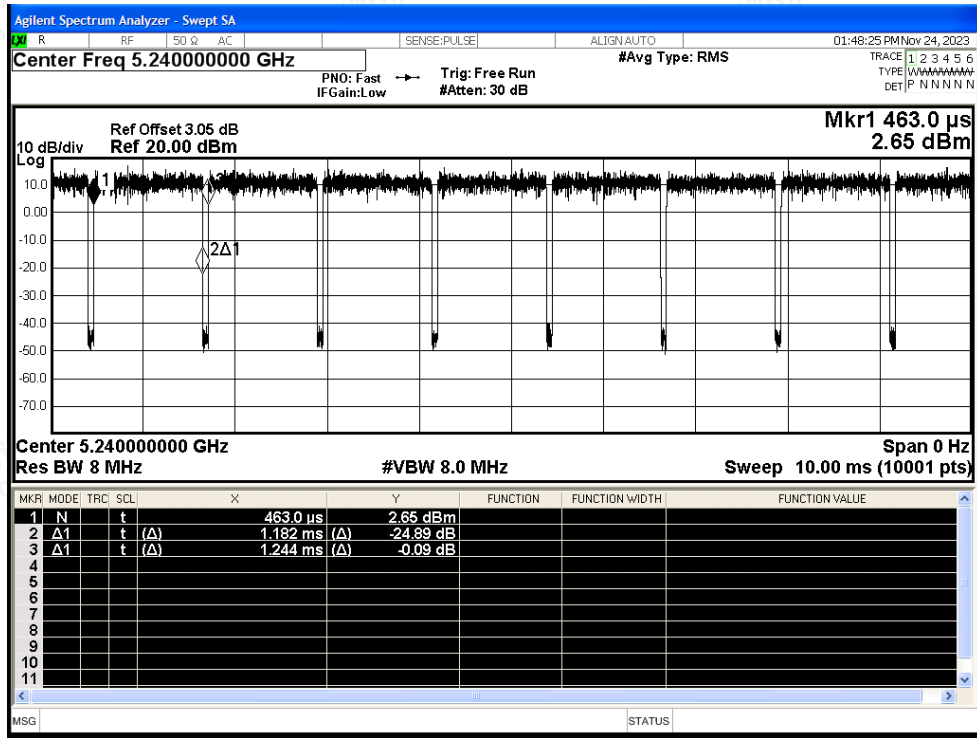 Agilent Spectrum Analyzer - Swept SA
LXI R RF 50 Ω AC SENSE:PULSE ALIGN AUTO 01:48:25 PM Nov 24, 2023
Center Freq 5.240000000 GHz #Avg Type: RMS TRACE 1 2 3 4 5 6
PNO: Fast Trig: Free Run TYPE
IFGain:Low #Atten: 30 dB DET P N N N N N
Mkr1 463.0 µs
Ref Offset 3.05 dB
10 dB/div Ref 20.00 dBm 2.65 dBm
Log
10.0
1
0.00
-10.0
2Δ1
-20.0
-30.0
-40.0
-50.0
-60.0
-70.0
Center 5.240000000 GHz Span 0 Hz
Res BW 8 MHz #VBW 8.0 MHz Sweep 10.00 ms (10001 pts)
MKR MODE TRC SCL X Y FUNCTION FUNCTION WIDTH FUNCTION VALUE
1 N t 463.0 µs 2.65 dBm
2 Δ1 t (Δ) 1.182 ms (Δ) -24.89 dB
3 Δ1 t (Δ) 1.244 ms (Δ) -0.09 dB
4
5
6
7
8
9
10
11
MSG STATUS